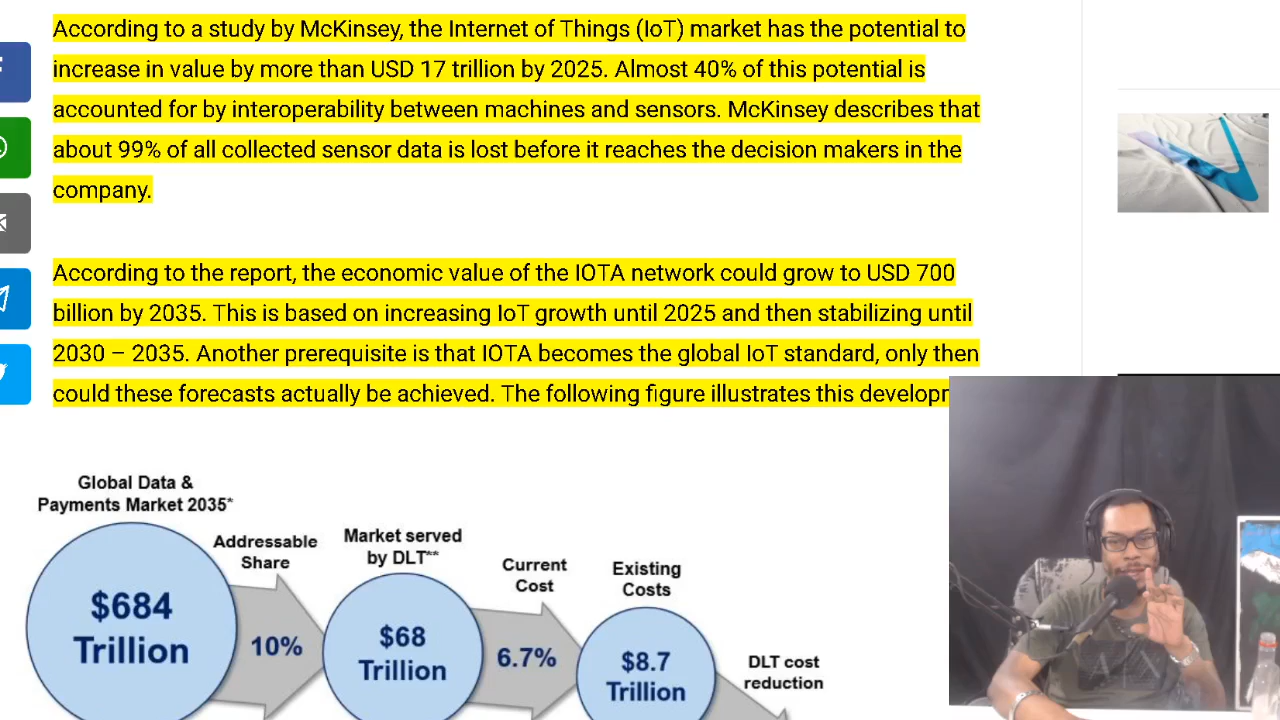 According to a study by McKinsey, the Internet of Things (IoT) market has the potential to
increase in value by more than USD 17 trillion by 2025. Almost 40% of this potential is
accounted for by interoperability between machines and sensors. McKinsey describes that
about 99% of all collected sensor data is lost before it reaches the decision makers in the
company.
According to the report, the economic value of the IOTA network could grow to USD 700
billion by 2035. This is based on increasing IoT growth until 2025 and then stabilizing until
2030 – 2035. Another prerequisite is that IOTA becomes the global IoT standard, only then
could these forecasts actually be achieved. The following figure illustrates this
Global Data &
Payments Market 2035*
Addressable
Share
Market served
by DLT**
Current
Cost
Existing
Costs
$684
Trillion
10%
$68
Trillion
6.7%
$8.7
Trillion
DLT cost
reduction